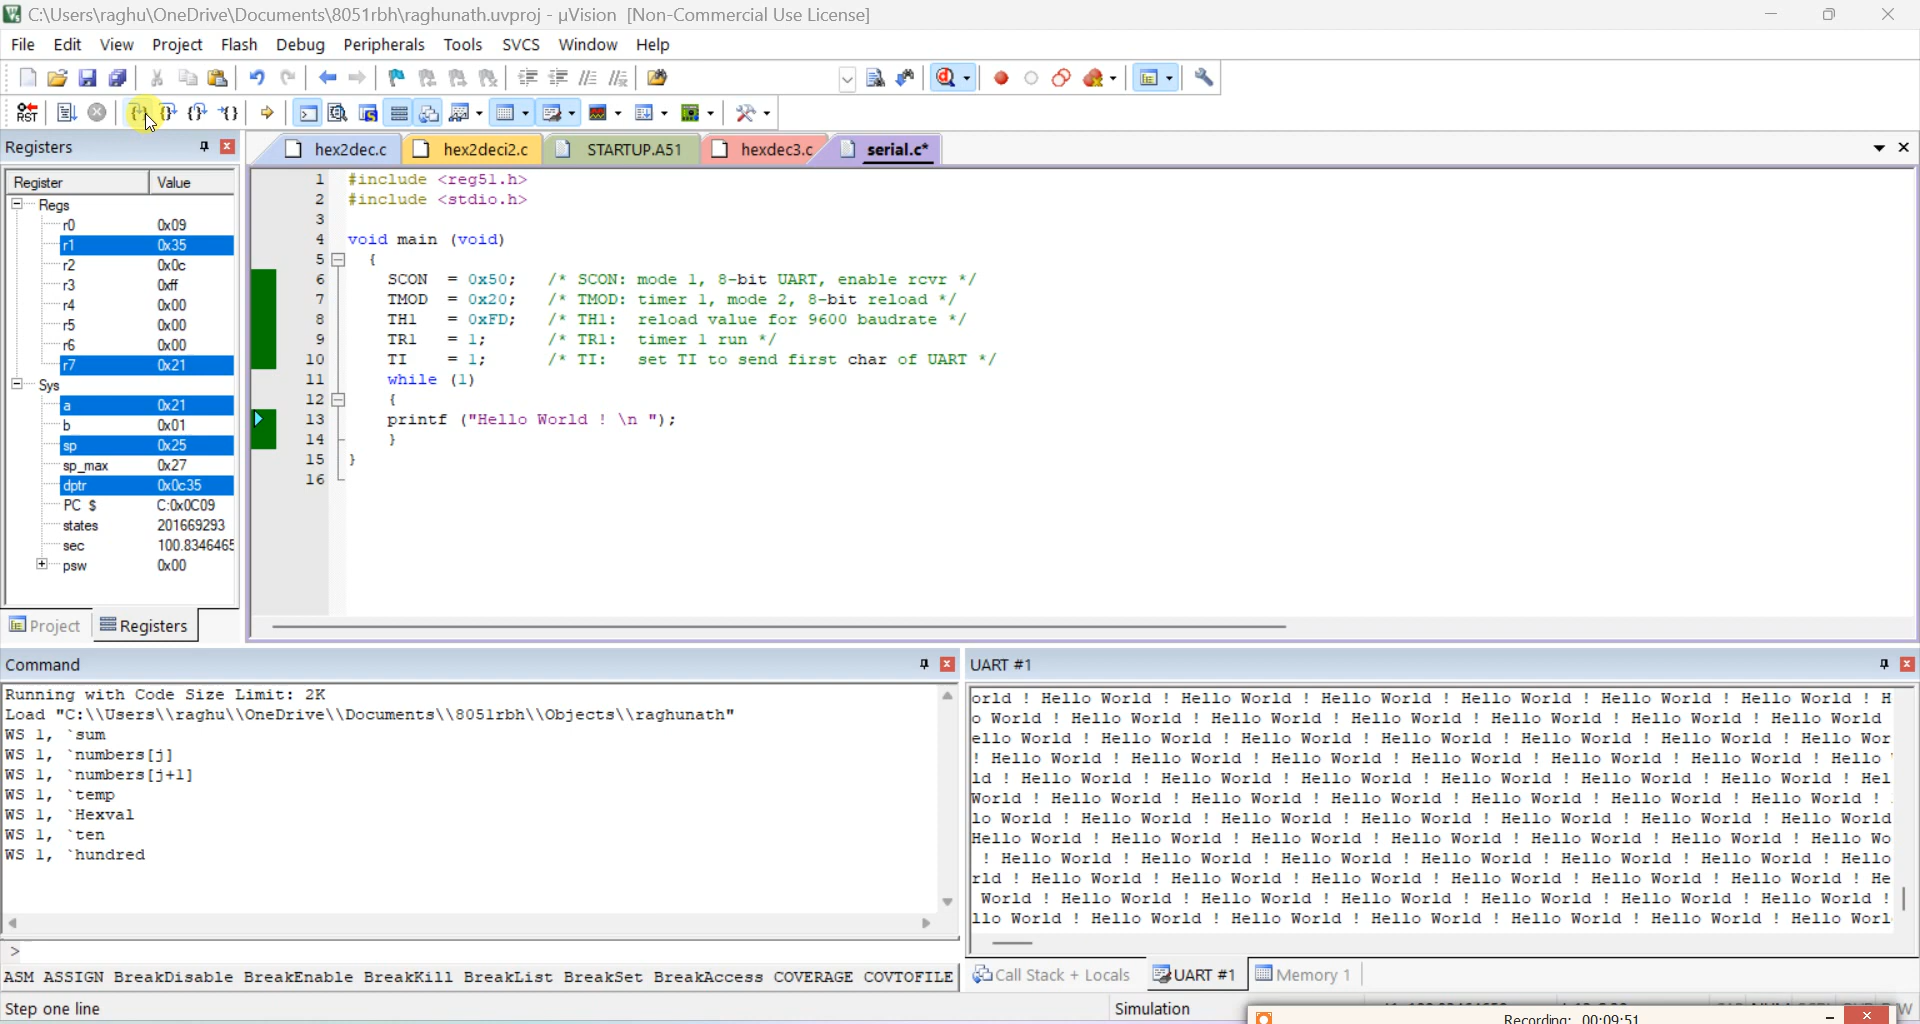 C:\Users\raghu\OneDrive\Documents\8051rbh\raghunath.uvproj - µVision [Non-Commercial Use License]
File Edit View Project Flash Debug Peripherals Tools SVCS Window Help
RST
Registers
hex2dec.c hex2deci2.c STARTUP.A51 hexdec3.c serial.c*
Register Value
Regs
r0 0x09
r1 0x35
r2 0x0c
r3 0xff
r4 0x00
r5 0x00
r6 0x00
r7 0x21
Sys
a 0x21
b 0x01
sp 0x25
sp_max 0x27
dptr 0x0c35
PC $ C:0x0C09
states 201669293
sec 100.8346465
psw 0x00
Project Registers
1 #include <reg51.h>
2 #include <stdio.h>
3
4 void main (void)
5 {
6 SCON = 0x50; /* SCON: mode 1, 8-bit UART, enable rcvr */
7 TMOD = 0x20; /* TMOD: timer 1, mode 2, 8-bit reload */
8 TH1 = 0xFD; /* TH1: reload value for 9600 baudrate */
9 TR1 = 1; /* TR1: timer 1 run */
10 TI = 1; /* TI: set TI to send first char of UART */
11 while (1)
12 {
13 printf ("Hello World ! \n ");
14 }
15 }
16
Command
Running with Code Size Limit: 2K
Load "C:\\Users\\raghu\\OneDrive\\Documents\\8051rbh\\Objects\\raghunath"
WS 1, `sum
WS 1, `numbers[j]
WS 1, `numbers[j+1]
WS 1, `temp
WS 1, `Hexval
WS 1, `ten
WS 1, `hundred
>
ASM ASSIGN BreakDisable BreakEnable BreakKill BreakList BreakSet BreakAccess COVERAGE COVTOFILE
UART #1
orld ! Hello World ! Hello World ! Hello World ! Hello World ! Hello World ! Hello World ! H
o World ! Hello World ! Hello World ! Hello World ! Hello World ! Hello World ! Hello World
ello World ! Hello World ! Hello World ! Hello World ! Hello World ! Hello World ! Hello Wor
! Hello World ! Hello World ! Hello World ! Hello World ! Hello World ! Hello World ! Hello
ld ! Hello World ! Hello World ! Hello World ! Hello World ! Hello World ! Hello World ! Hel
World ! Hello World ! Hello World ! Hello World ! Hello World ! Hello World ! Hello World !
lo World ! Hello World ! Hello World ! Hello World ! Hello World ! Hello World ! Hello World
Hello World ! Hello World ! Hello World ! Hello World ! Hello World ! Hello World ! Hello Wo
! Hello World ! Hello World ! Hello World ! Hello World ! Hello World ! Hello World ! Hello
rld ! Hello World ! Hello World ! Hello World ! Hello World ! Hello World ! Hello World ! He
World ! Hello World ! Hello World ! Hello World ! Hello World ! Hello World ! Hello World !
llo World ! Hello World ! Hello World ! Hello World ! Hello World ! Hello World ! Hello Worl
Call Stack + Locals UART #1 Memory 1
Step one line Simulation
Recording: 00:09:51